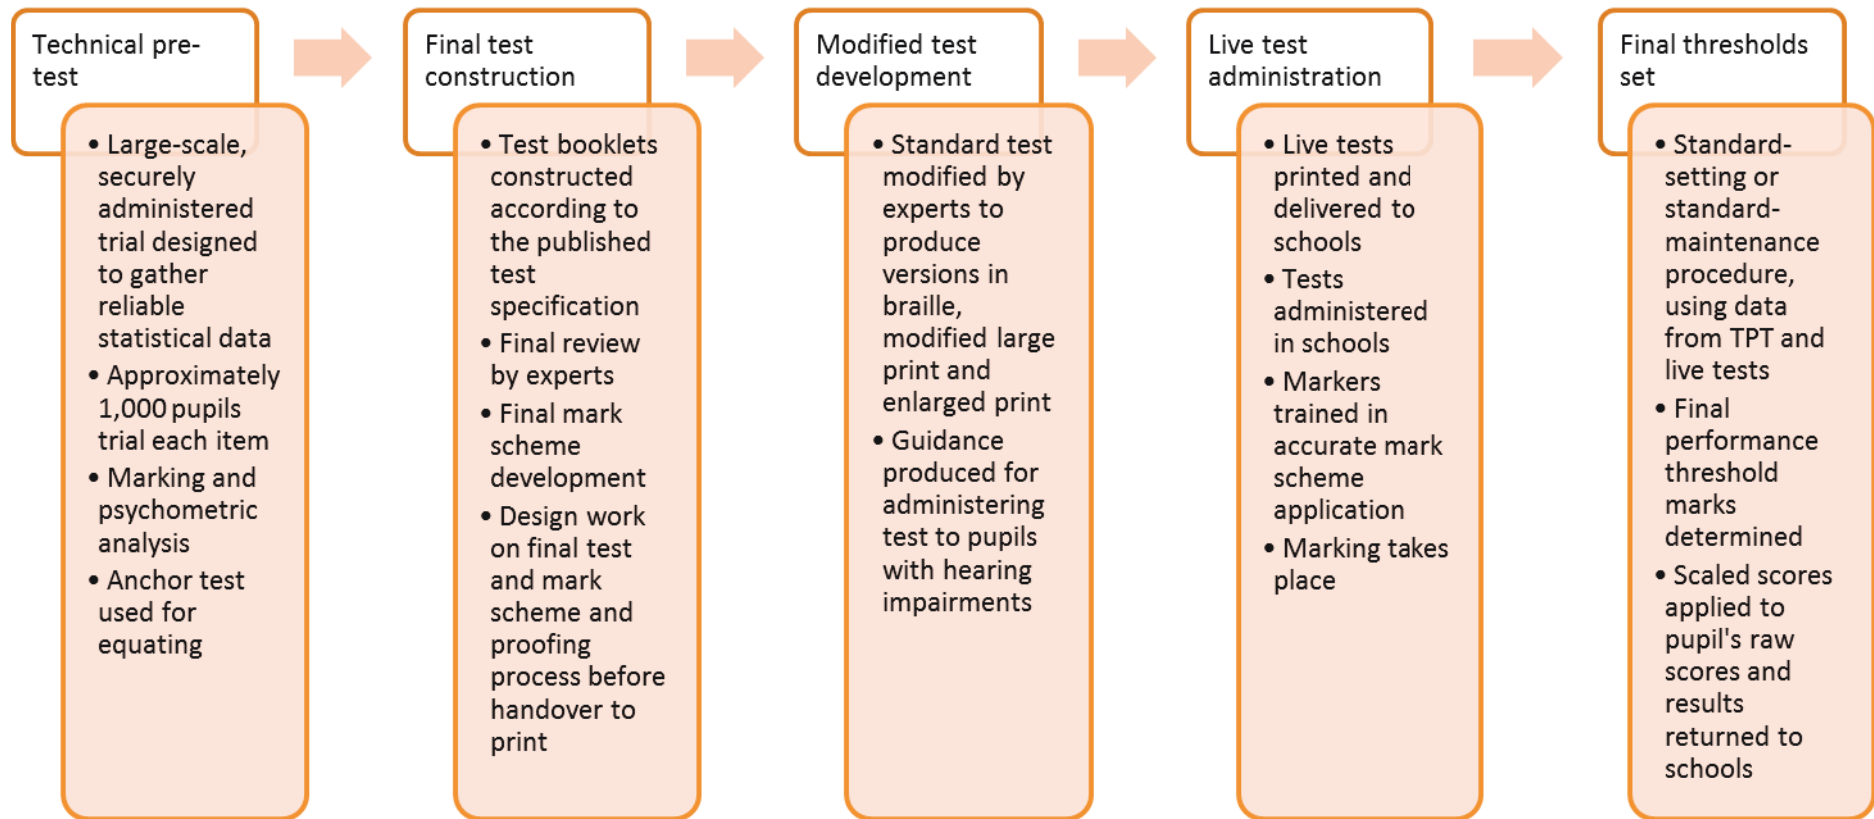 Technical pre-
test
• Large-scale,
securely
administered
trial designed
to gather
reliable
statistical data
• Approximately
1,000 pupils
trial each item
• Marking and
psychometric
analysis
• Anchor test
used for
equating
Final test
construction
• Test booklets
constructed
according to
the published
test
specification
• Final review
by experts
• Final mark
scheme
development
• Design work
on final test
and mark
scheme and
proofing
process before
handover to
print
Modified test
development
• Standard test
modified by
experts to
produce
versions in
braille,
modified large
print and
enlarged print
• Guidance
produced for
administering
test to pupils
with hearing
impairments
Live test
administration
• Live tests
printed and
delivered to
schools
• Tests
administered
in schools
• Markers
trained in
accurate mark
scheme
application
• Marking takes
place
Final thresholds
set
• Standard-
setting or
standard-
maintenance
procedure,
using data
from TPT and
live tests
• Final
performance
threshold
marks
determined
• Scaled scores
applied to
pupil's raw
scores and
results
returned to
schools